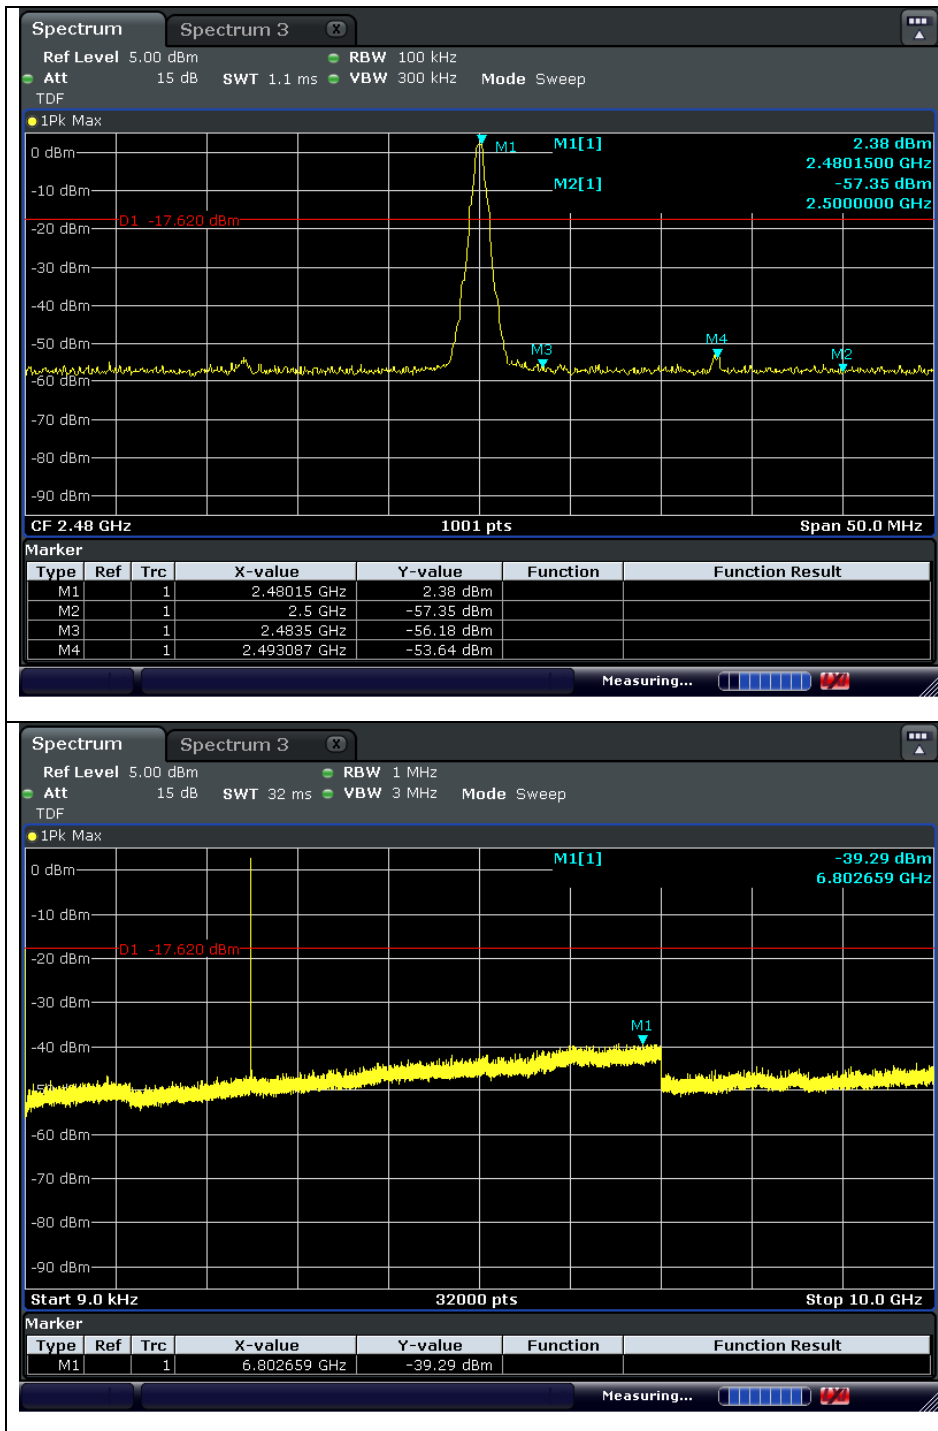 Spectrum Spectrum 3 X
Ref Level 5.00 dBm RBW 100 kHz
Att 15 dB SWT 1.1 ms VBW 300 kHz Mode Sweep
TDF
1Pk Max
M1[1] 2.38 dBm
2.4801500 GHz
M2[1] -57.35 dBm
2.5000000 GHz
M1
0 dBm
-10 dBm
D1 -17.620 dBm
-20 dBm
-30 dBm
-40 dBm
-50 dBm
M3 M4 M2
-60 dBm
-70 dBm
-80 dBm
-90 dBm
CF 2.48 GHz 1001 pts Span 50.0 MHz
Marker
Type Ref Trc X-value Y-value Function Function Result
M1 1 2.48015 GHz 2.38 dBm
M2 1 2.5 GHz -57.35 dBm
M3 1 2.4835 GHz -56.18 dBm
M4 1 2.493087 GHz -53.64 dBm
Measuring...
Spectrum Spectrum 3 X
Ref Level 5.00 dBm RBW 1 MHz
Att 15 dB SWT 32 ms VBW 3 MHz Mode Sweep
TDF
1Pk Max
M1[1] -39.29 dBm
6.802659 GHz
0 dBm
-10 dBm
D1 -17.620 dBm
-20 dBm
-30 dBm
M1
-40 dBm
-60 dBm
-70 dBm
-80 dBm
-90 dBm
Start 9.0 kHz 32000 pts Stop 10.0 GHz
Marker
Type Ref Trc X-value Y-value Function Function Result
M1 1 6.802659 GHz -39.29 dBm
Measuring...